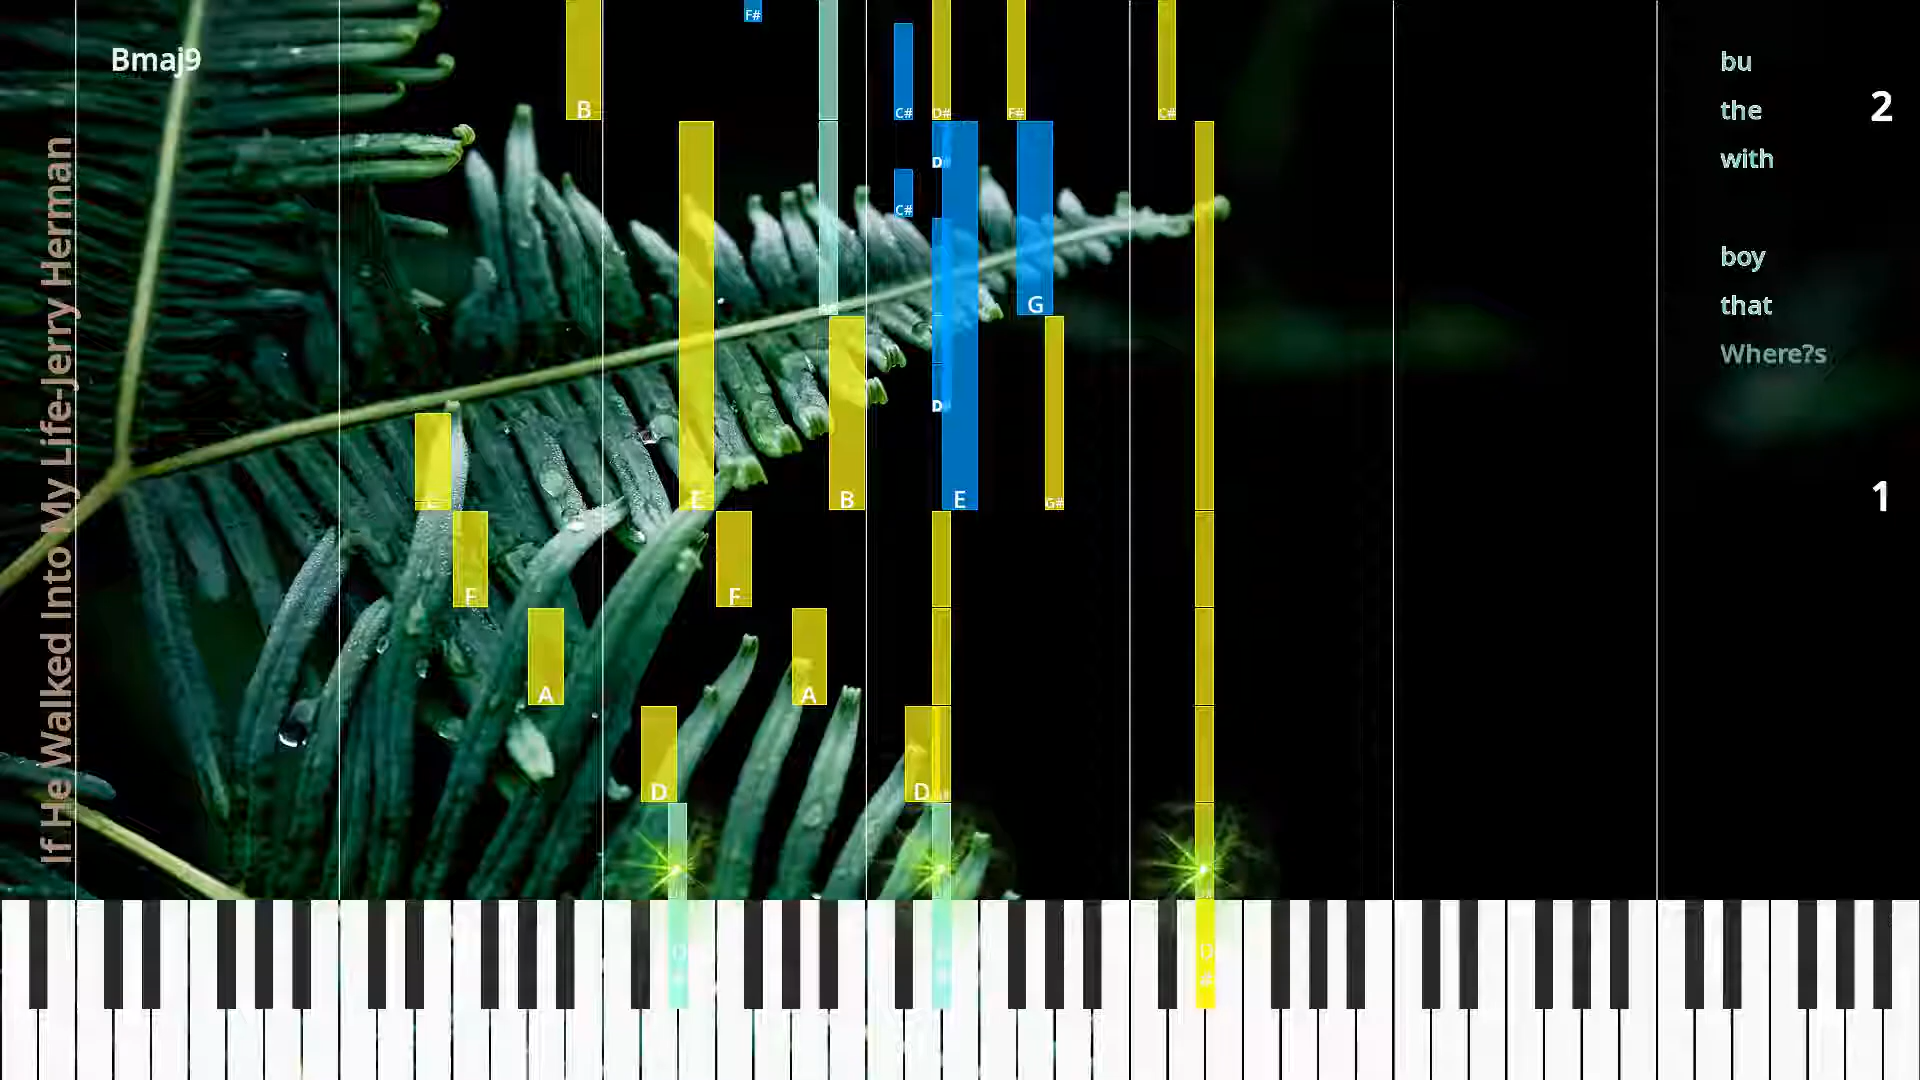 Bmaj9
If He Walked Into My Life-Jerry Herman
bu
the
with
boy
that
Where?s
2
1
F#
B
C#
D#
F#
C#
D#
C#
G
D#
E
B
E
G#
F
F
A
A
D
D
D#